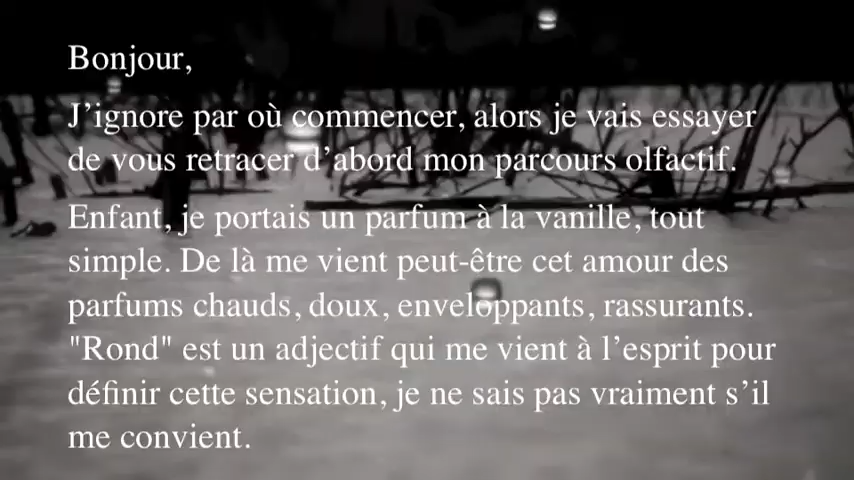 Bonjour,
J’ignore par où commencer, alors je vais essayer
de vous retracer d’abord mon parcours olfactif.
Enfant, je portais un parfum à la vanille, tout
simple. De là me vient peut-être cet amour des
parfums chauds, doux, enveloppants, rassurants.
"Rond" est un adjectif qui me vient à l’esprit pour
définir cette sensation, je ne sais pas vraiment s’il
me convient.